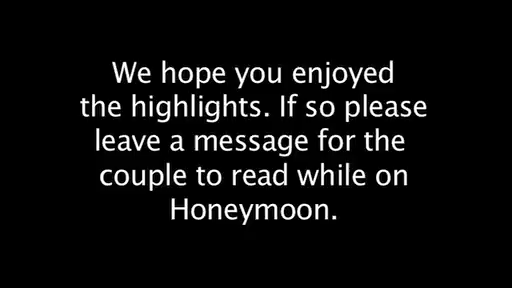 We hope you enjoyed
the highlights. If so please
leave a message for the
couple to read while on
Honeymoon.